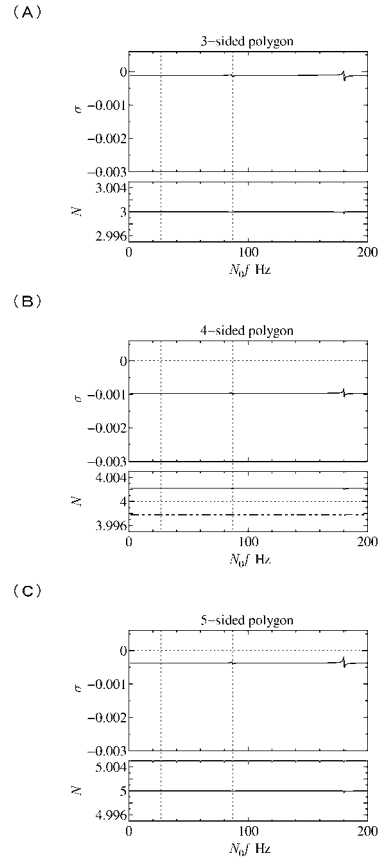 (A)
3-sided polygon
0
−0.001
−0.002
−0.003
σ
3.004
3
2.996
N
0 100 200
N₀f Hz
(B)
4-sided polygon
0
−0.001
−0.002
−0.003
σ
4.004
4
3.996
N
0 100 200
N₀f Hz
(C)
5-sided polygon
0
−0.001
−0.002
−0.003
σ
5.004
5
4.996
N
0 100 200
N₀f Hz